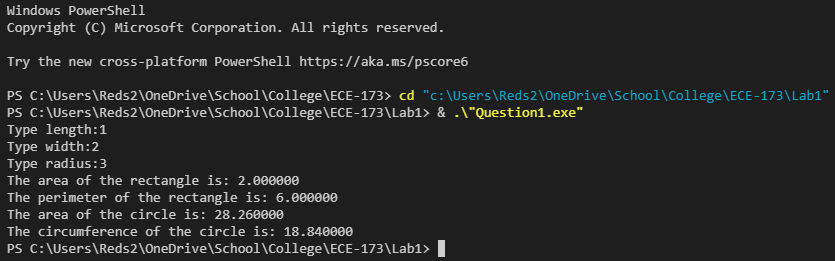 Windows PowerShell
Copyright (C) Microsoft Corporation. All rights reserved.
Try the new cross-platform PowerShell https://aka.ms/pscore6
PS C:\Users\Reds2\OneDrive\School\College\ECE-173> cd "c:\Users\Reds2\OneDrive\School\College\ECE-173\Lab1"
PS C:\Users\Reds2\OneDrive\School\College\ECE-173\Lab1> & .\"Question1.exe"
Type length:1
Type width:2
Type radius:3
The area of the rectangle is: 2.000000
The perimeter of the rectangle is: 6.000000
The area of the circle is: 28.260000
The circumference of the circle is: 18.840000
PS C:\Users\Reds2\OneDrive\School\College\ECE-173\Lab1>